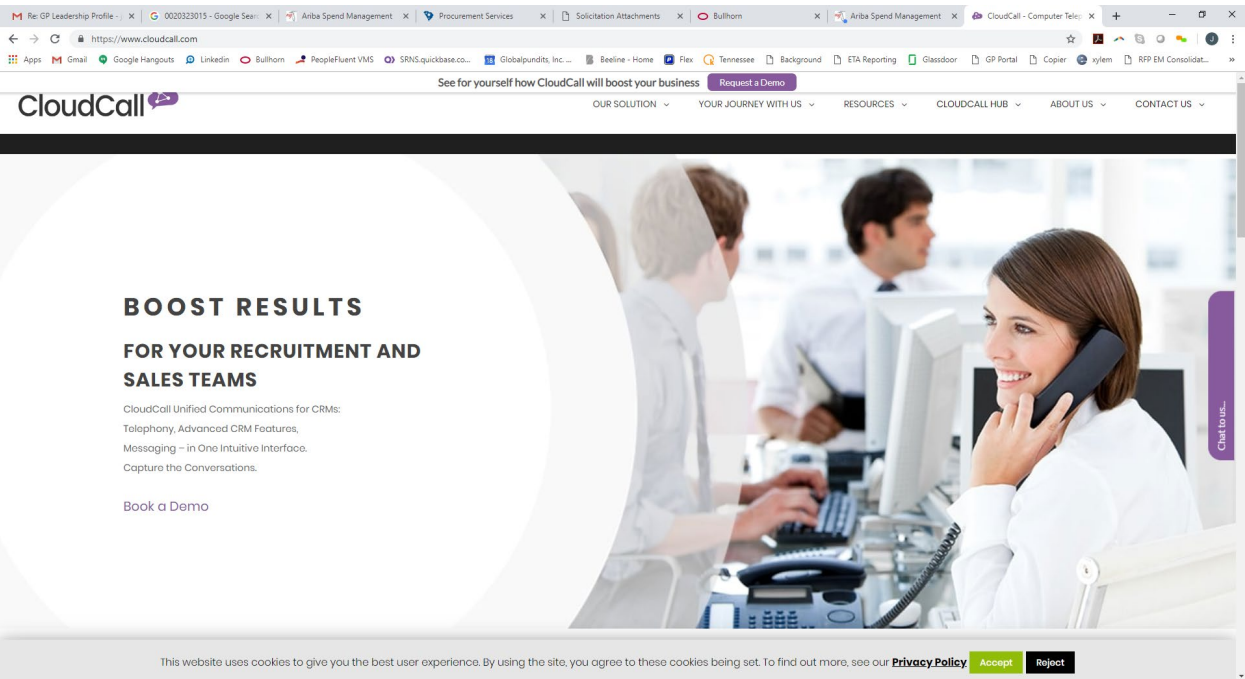 Re: GP Leadership Profile -
0020323015 - Google Sear
Ariba Spend Management
Procurement Services
Solicitation Attachments
Bullhorn
Ariba Spend Management
CloudCall - Computer Telep
https://www.cloudcall.com
J
Apps
Gmail
Google Hangouts
Linkedin
Bullhorn
PeopleFluent VMS
SRNS.quickbase.co...
Globalpundits, Inc. ...
Beeline - Home
Flex
Tennessee
Background
ETA Reporting
Glassdoor
GP Portal
Copier
xylem
RFP EM Consolidat...
»
See for yourself how CloudCall will boost your business
Request a Demo
CloudCall
OUR SOLUTION
YOUR JOURNEY WITH US
RESOURCES
CLOUDCALL HUB
ABOUT US
CONTACT US
BOOST RESULTS
FOR YOUR RECRUITMENT AND
SALES TEAMS
CloudCall Unified Communications for CRMs:
Telephony, Advanced CRM Features,
Messaging – in One Intuitive Interface.
Capture the Conversations.
Book a Demo
Chat to us...
This website uses cookies to give you the best user experience. By using the site, you agree to these cookies being set. To find out more, see our Privacy Policy
Accept
Reject